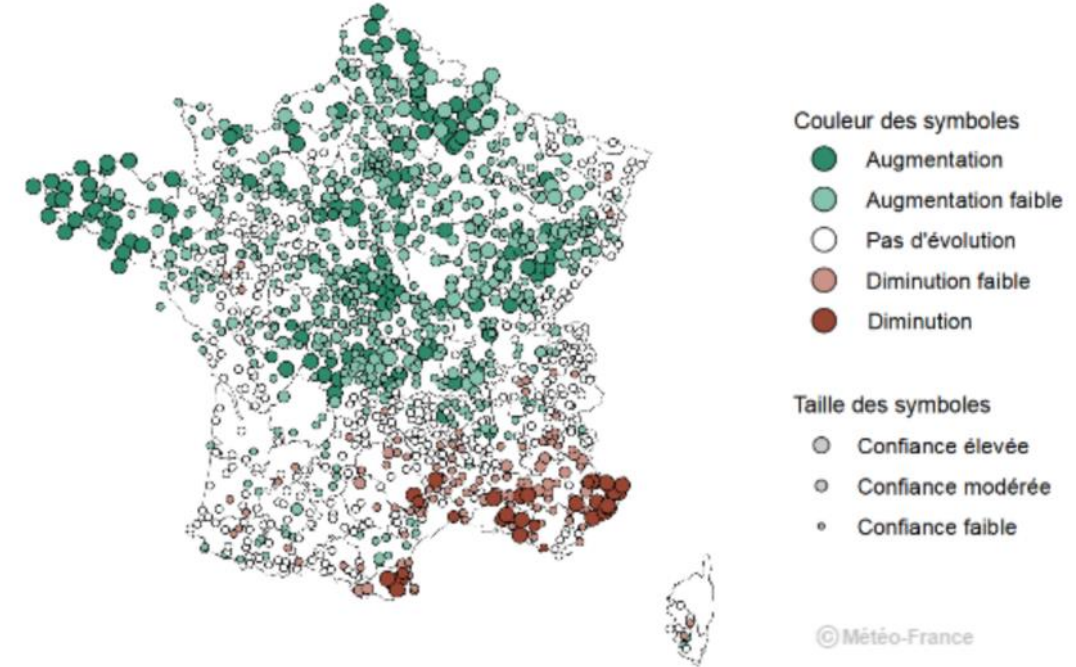 Couleur des symboles
Augmentation
Augmentation faible
Pas d'évolution
Diminution faible
Diminution
Taille des symboles
Confiance élevée
Confiance modérée
Confiance faible
© Météo-France